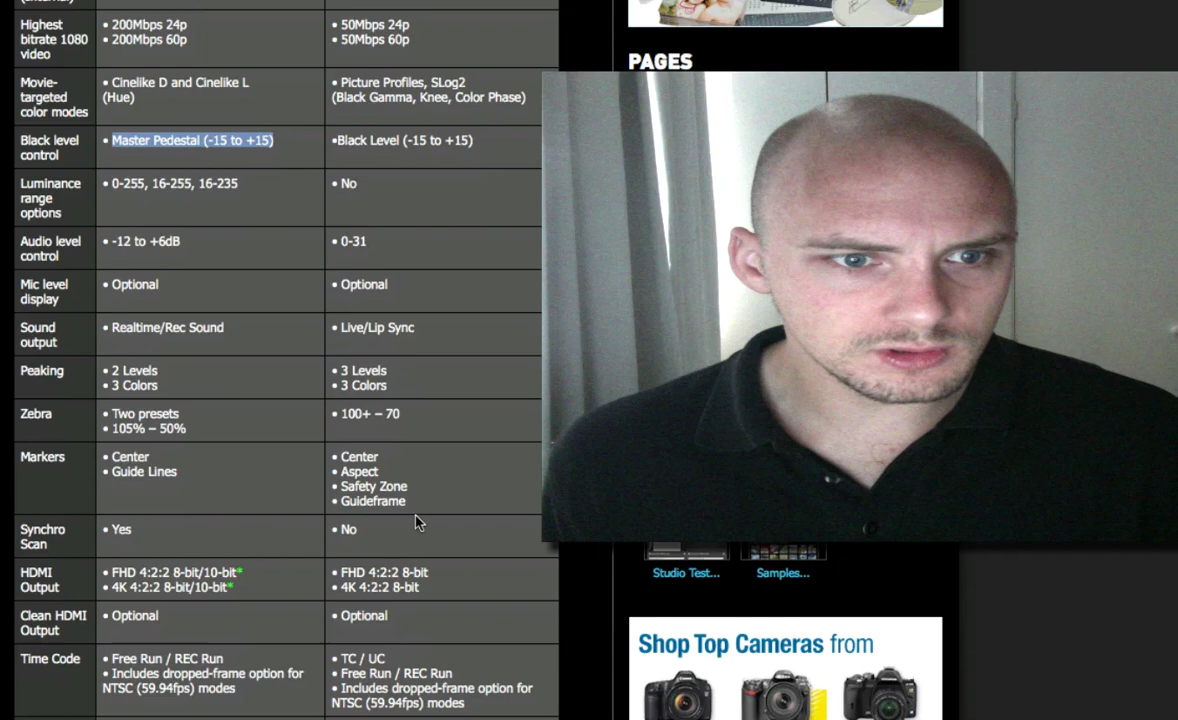 (internal)
Highest
bitrate 1080
video
• 200Mbps 24p
• 200Mbps 60p
• 50Mbps 24p
• 50Mbps 60p
Movie-
targeted
color modes
• Cinelike D and Cinelike L
(Hue)
• Picture Profiles, SLog2
(Black Gamma, Knee, Color Phase)
Black level
control
• Master Pedestal (-15 to +15)
•Black Level (-15 to +15)
Luminance
range
options
• 0-255, 16-255, 16-235
• No
Audio level
control
• -12 to +6dB
• 0-31
Mic level
display
• Optional
• Optional
Sound
output
• Realtime/Rec Sound
• Live/Lip Sync
Peaking
• 2 Levels
• 3 Colors
• 3 Levels
• 3 Colors
Zebra
• Two presets
• 105% – 50%
• 100+ – 70
Markers
• Center
• Guide Lines
• Center
• Aspect
• Safety Zone
• Guideframe
Synchro
Scan
• Yes
• No
HDMI
Output
• FHD 4:2:2 8-bit/10-bit*
• 4K 4:2:2 8-bit/10-bit*
• FHD 4:2:2 8-bit
• 4K 4:2:2 8-bit
Clean HDMI
Output
• Optional
• Optional
Time Code
• Free Run / REC Run
• Includes dropped-frame option for
NTSC (59.94fps) modes
• TC / UC
• Free Run / REC Run
• Includes dropped-frame option for
NTSC (59.94fps) modes
PAGES
Studio Test...
Samples...
Shop Top Cameras from